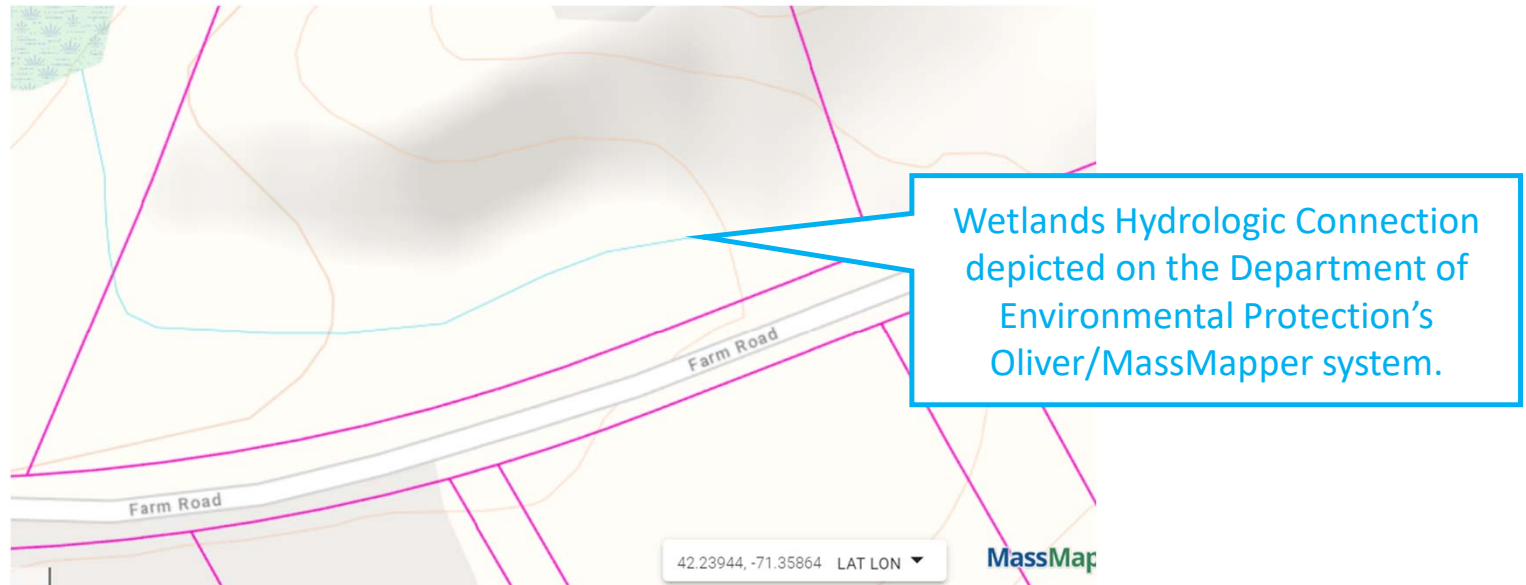 Wetlands Hydrologic Connection
depicted on the Department of
Environmental Protection’s
Oliver/MassMapper system.
Farm Road
Farm Road
42.23944, -71.35864 LAT LON
MassMap